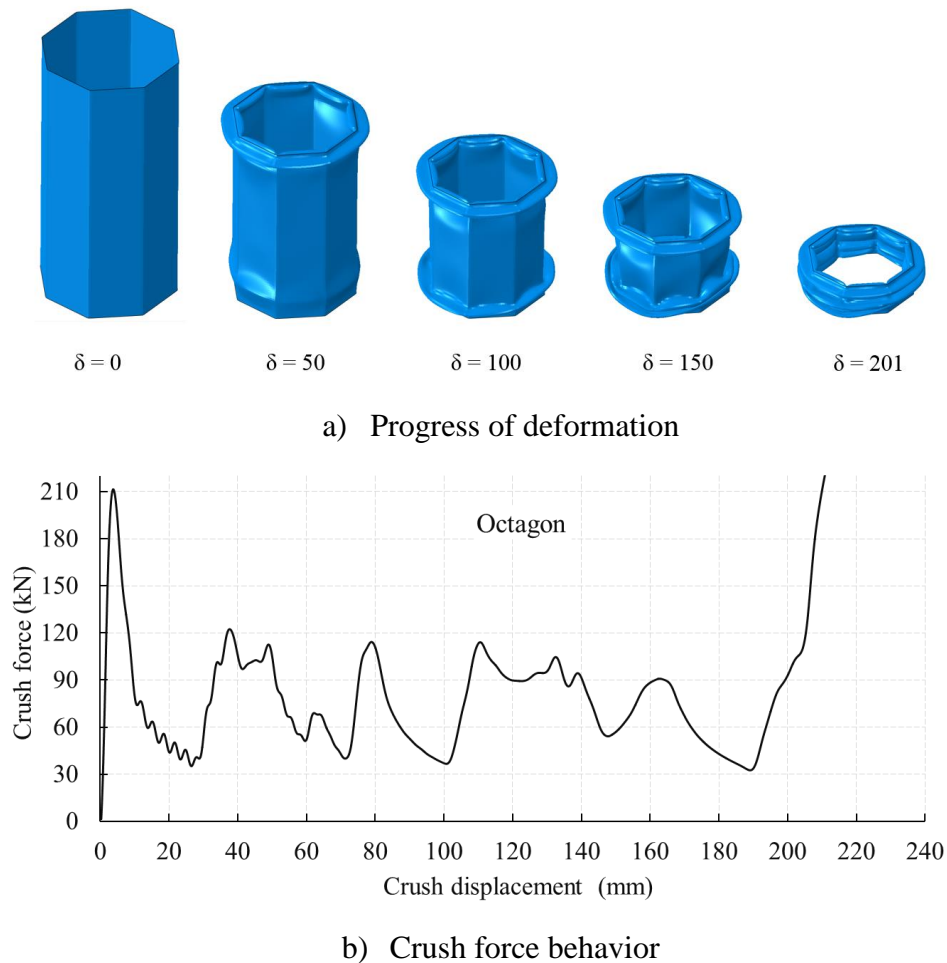 δ = 0 δ = 50 δ = 100 δ = 150 δ = 201
a) Progress of deformation
210
180
150
120
90
60
30
0
Crush force (kN)
Octagon
0 20 40 60 80 100 120 140 160 180 200 220 240
Crush displacement (mm)
b) Crush force behavior